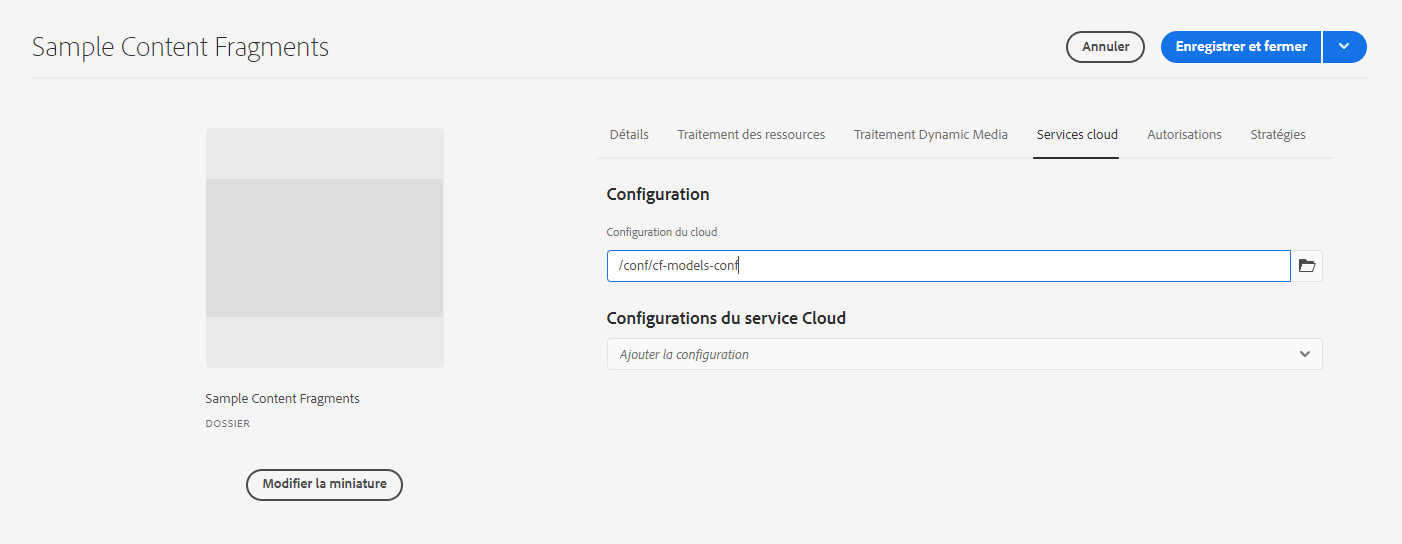 Sample Content Fragments
Annuler
Enregistrer et fermer
Détails
Traitement des ressources
Traitement Dynamic Media
Services cloud
Autorisations
Stratégies
Configuration
Configuration du cloud
/conf/cf-models-conf
Configurations du service Cloud
Ajouter la configuration
Sample Content Fragments
DOSSIER
Modifier la miniature